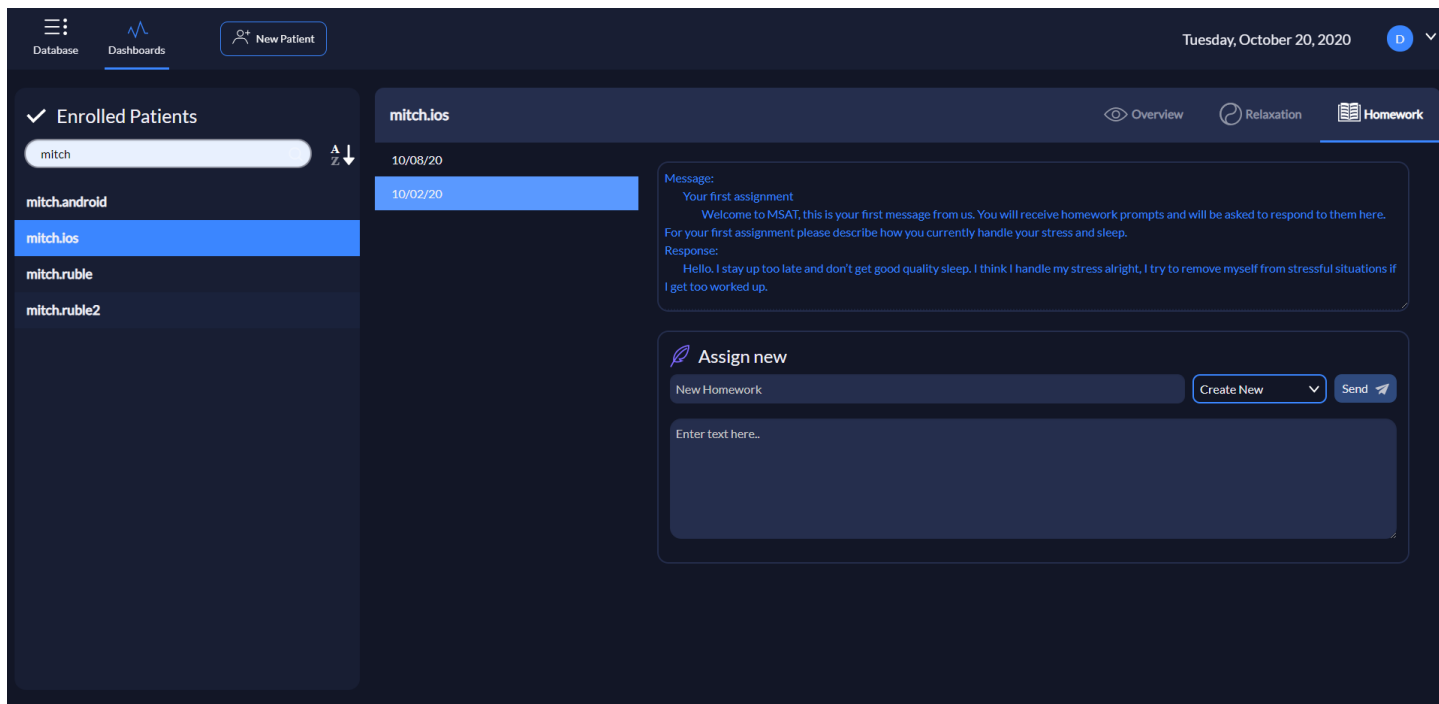 Database
Dashboards
New Patient
Tuesday, October 20, 2020
D
Enrolled Patients
mitch
A
Z
mitch.android
mitch.ios
mitch.ruble
mitch.ruble2
mitch.ios
Overview
Relaxation
Homework
10/08/20
10/02/20
Message:
Your first assignment
Welcome to MSAT, this is your first message from us. You will receive homework prompts and will be asked to respond to them here.
For your first assignment please describe how you currently handle your stress and sleep.
Response:
Hello. I stay up too late and don't get good quality sleep. I think I handle my stress alright, I try to remove myself from stressful situations if
I get too worked up.
Assign new
New Homework
Create New
Send
Enter text here..